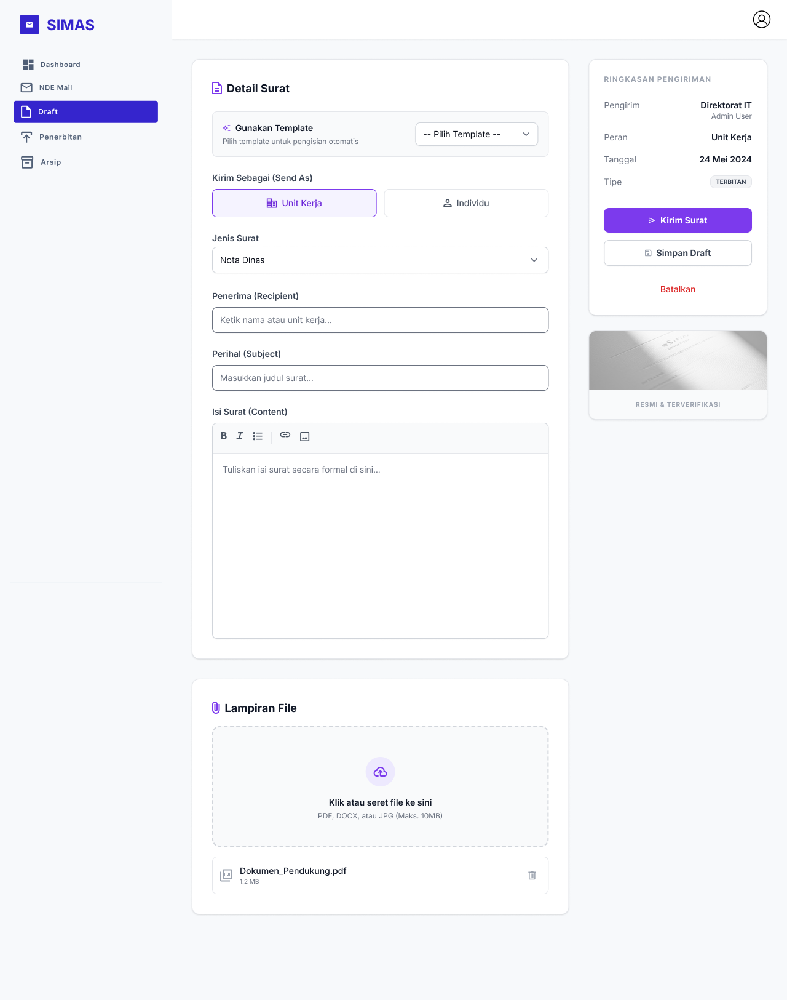 SIMAS
Dashboard
NDE Mail
Draft
Penerbitan
Arsip
Detail Surat
Gunakan Template
Pilih template untuk pengisian otomatis
-- Pilih Template --
Kirim Sebagai (Send As)
Unit Kerja
Individu
Jenis Surat
Nota Dinas
Penerima (Recipient)
Ketik nama atau unit kerja...
Perihal (Subject)
Masukkan judul surat...
Isi Surat (Content)
B I
Tuliskan isi surat secara formal di sini...
Lampiran File
Klik atau seret file ke sini
PDF, DOCX, atau JPG (Maks. 10MB)
PDF
Dokumen_Pendukung.pdf
1.2 MB
RINGKASAN PENGIRIMAN
Pengirim Direktorat IT
Admin User
Peran Unit Kerja
Tanggal 24 Mei 2024
Tipe TERBITAN
Kirim Surat
Simpan Draft
Batalkan
RESMI & TERVERIFIKASI